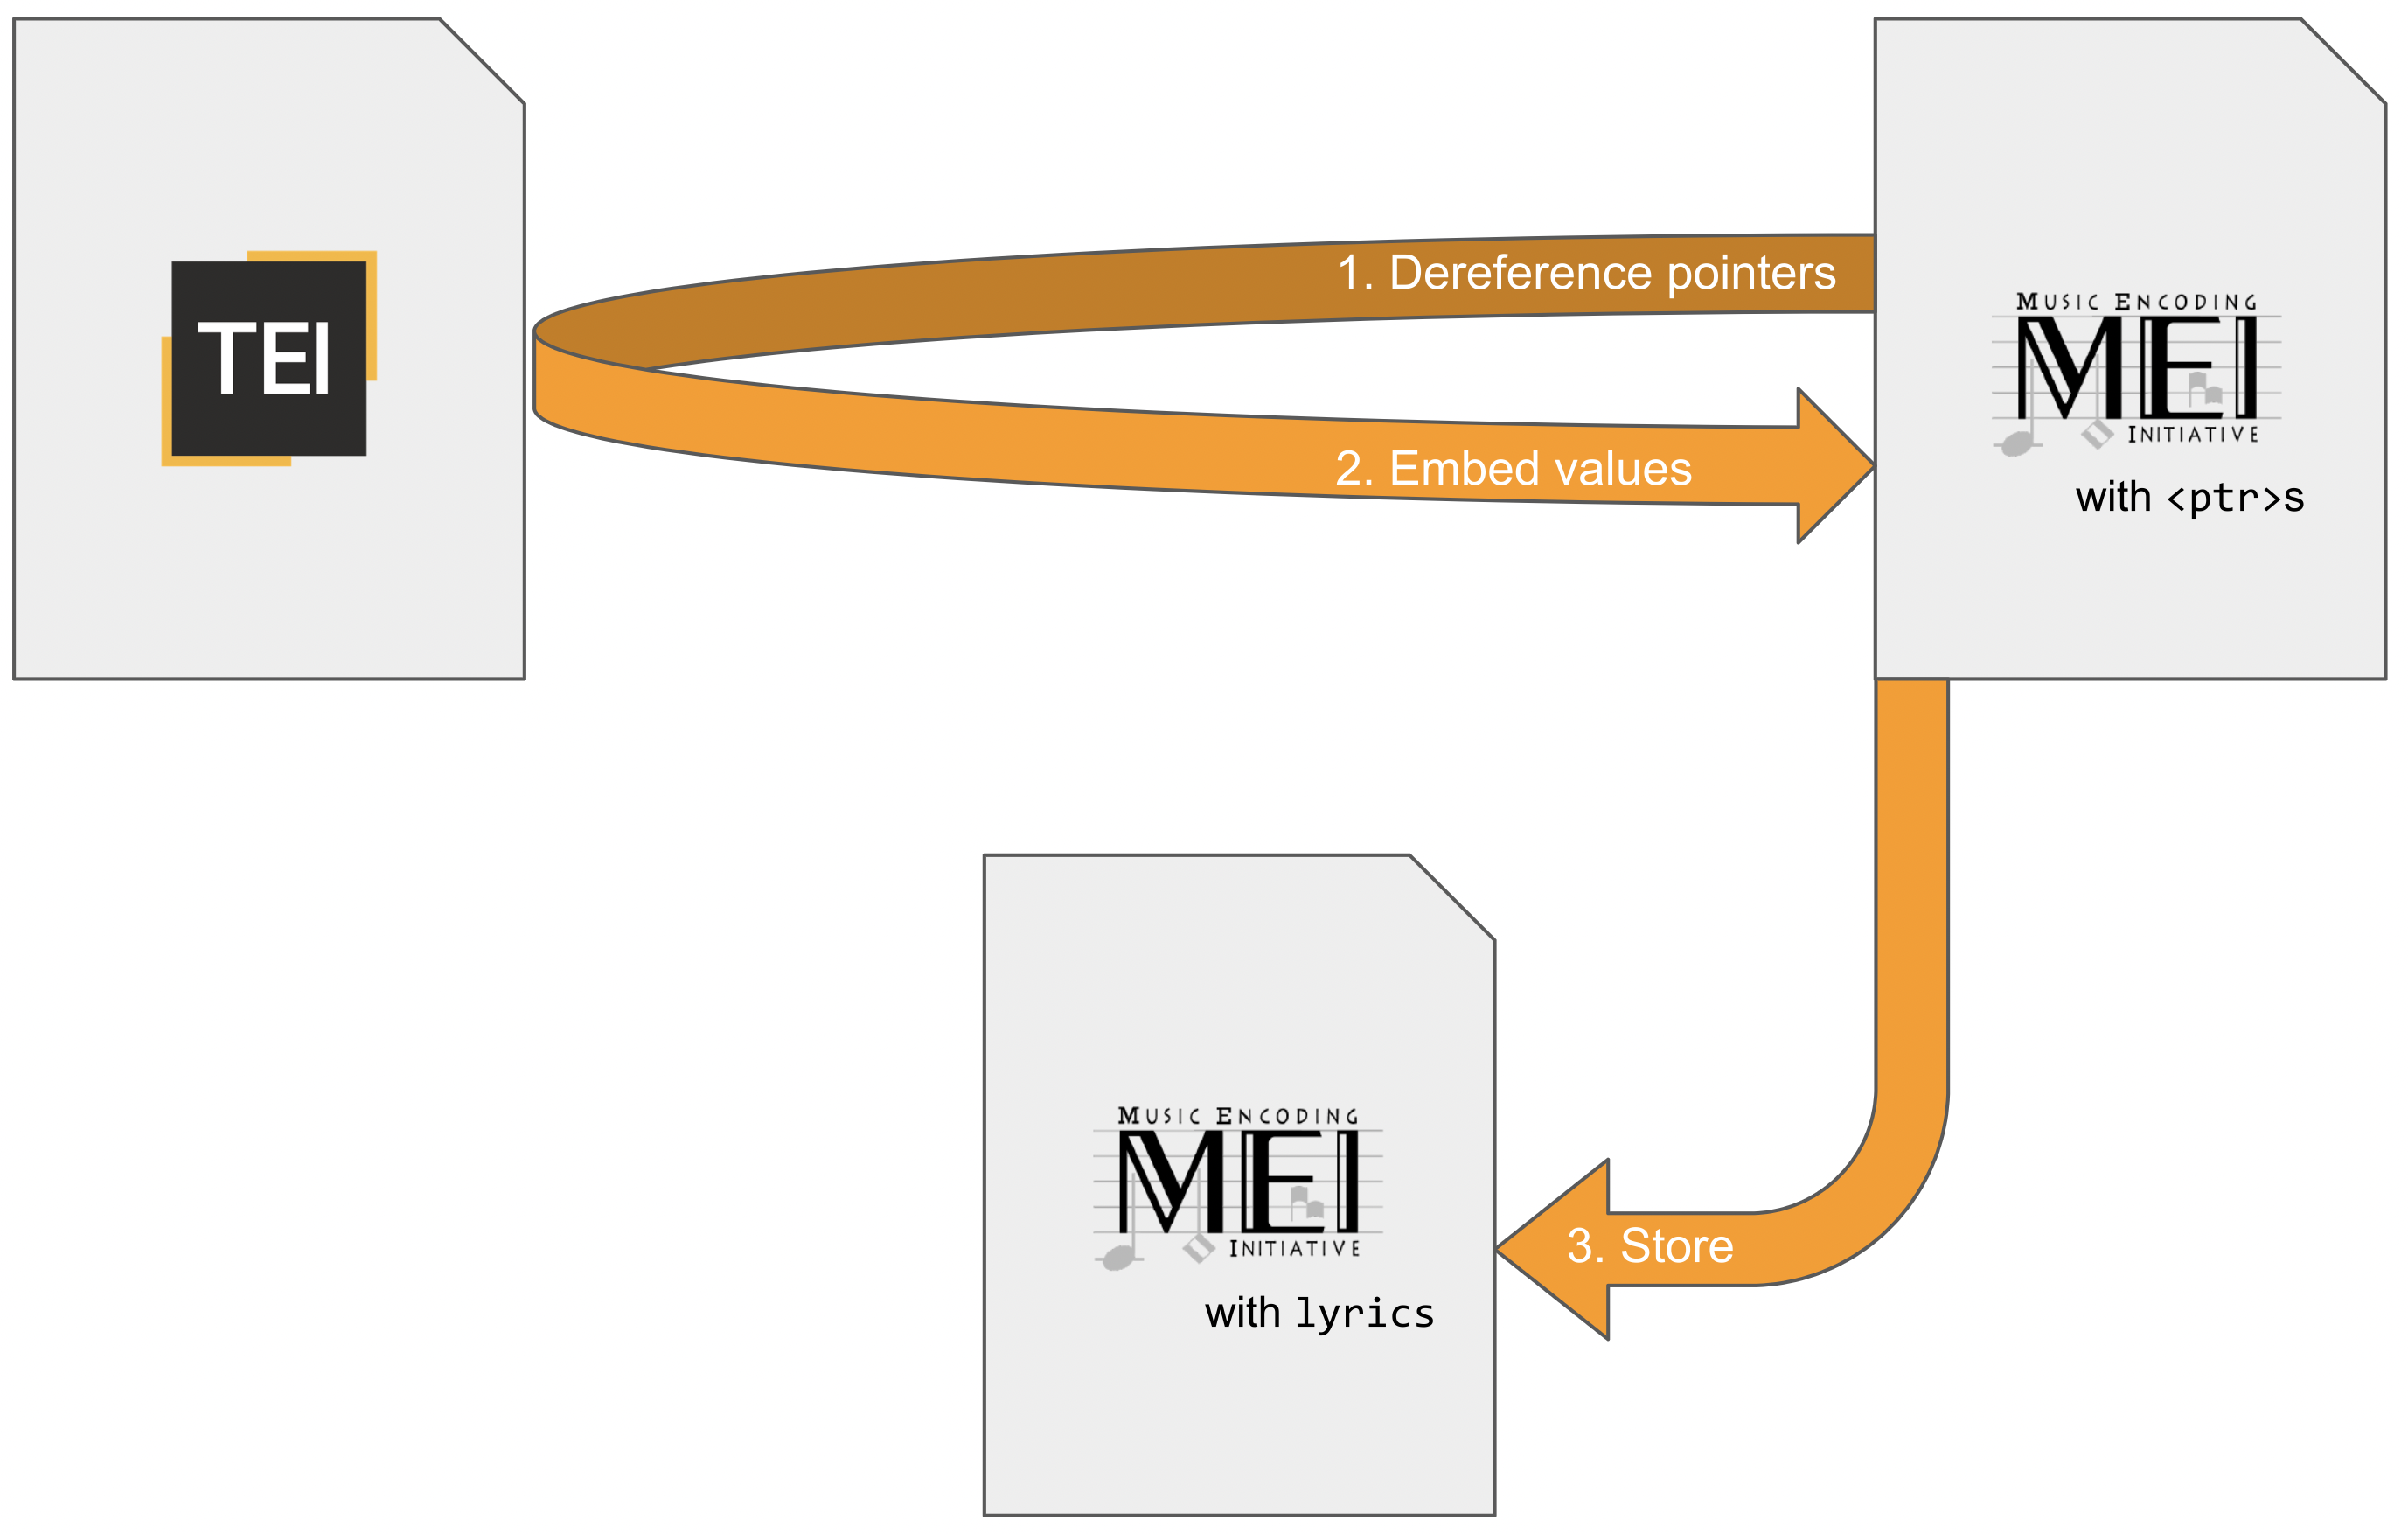 TEI
1. Dereference pointers
2. Embed values
MUSIC ENCODING
MEI
INITIATIVE
with <ptr>s
MUSIC ENCODING
MEI
INITIATIVE
with lyrics
3. Store